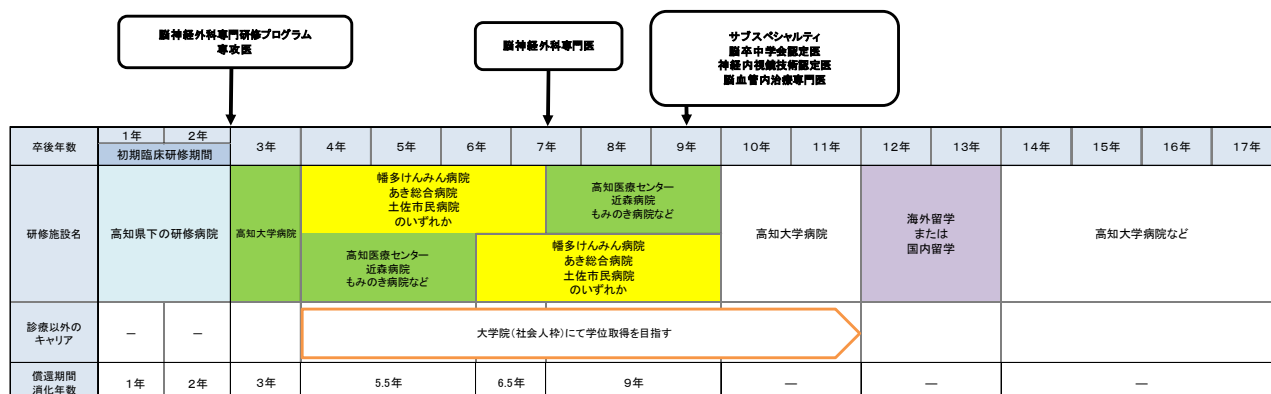 脳神経外科専門研修プログラム
専攻医
脳神経外科専門医
サブスペシャルティ
脳卒中学会認定医
神経内視鏡技術認定医
脳血管内治療専門医
卒後年数
1年
2年
初期臨床研修期間
3年
4年
5年
6年
7年
8年
9年
10年
11年
12年
13年
14年
15年
16年
17年
研修施設名
高知県下の研修病院
高知大学病院
幡多けんみん病院
あき総合病院
土佐市民病院
のいずれか
高知医療センター
近森病院
もみのき病院など
高知医療センター
近森病院
もみのき病院など
幡多けんみん病院
あき総合病院
土佐市民病院
のいずれか
高知大学病院
海外留学
または
国内留学
高知大学病院など
診療以外の
キャリア
－
－
大学院(社会人枠)にて学位取得を目指す
償還期間
消化年数
1年
2年
3年
5.5年
6.5年
9年
－
－
－